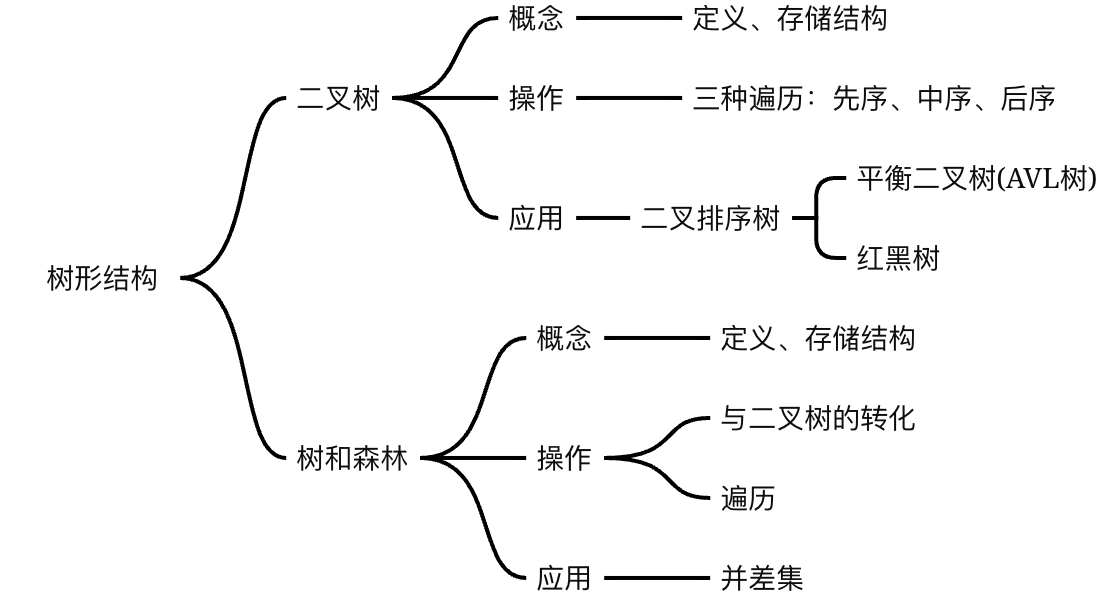 树形结构
二叉树
概念
定义、存储结构
操作
三种遍历：先序、中序、后序
应用
二叉排序树
平衡二叉树(AVL树)
红黑树
树和森林
概念
定义、存储结构
操作
与二叉树的转化
遍历
应用
并差集